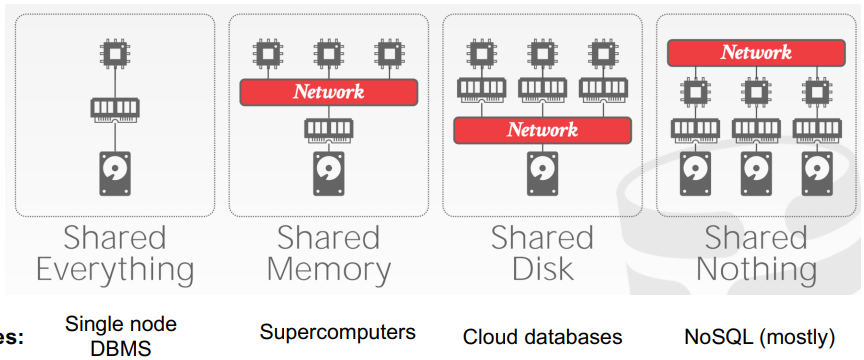 Network
Network
Network
Shared
Everything
Shared
Memory
Shared
Disk
Shared
Nothing
es:
Single node
DBMS
Supercomputers
Cloud databases
NoSQL (mostly)